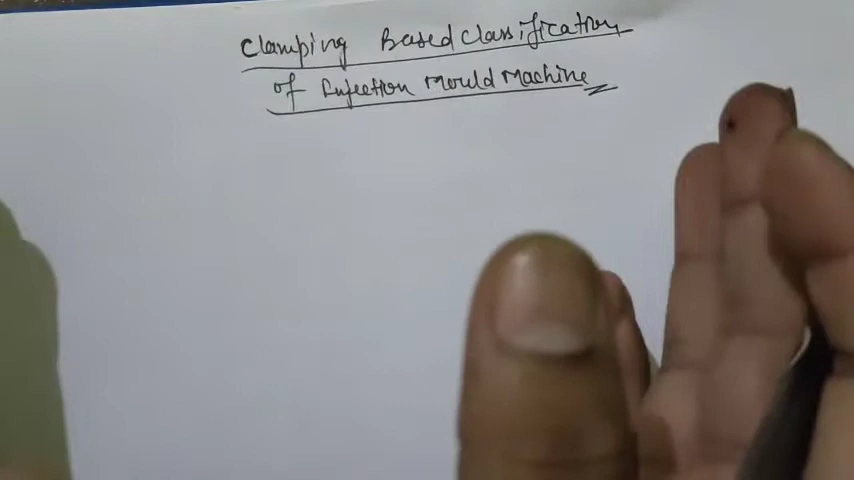 Clamping Based Classification
of Injection Mould Machine